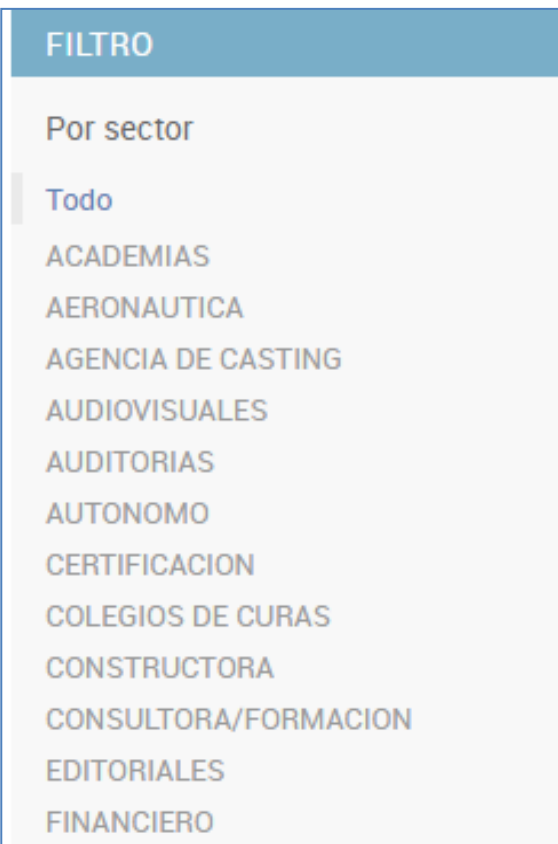 FILTRO
Por sector
Todo
ACADEMIAS
AERONAUTICA
AGENCIA DE CASTING
AUDIOVISUALES
AUDITORIAS
AUTONOMO
CERTIFICACION
COLEGIOS DE CURAS
CONSTRUCTORA
CONSULTORA/FORMACION
EDITORIALES
FINANCIERO